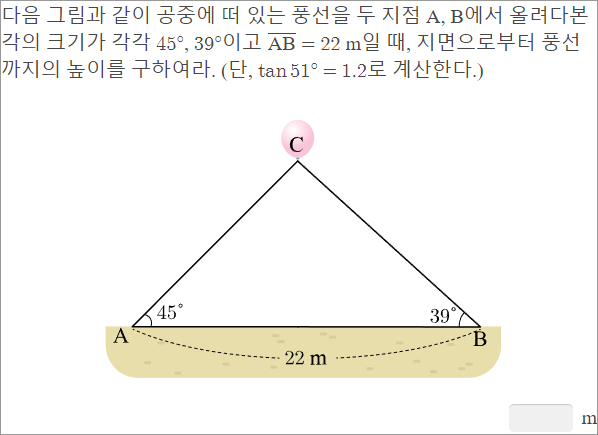 다음 그림과 같이 공중에 떠 있는 풍선을 두 지점 A, B에서 올려다본
각의 크기가 각각 45°, 39°이고 A̅B̅ = 22 m일 때, 지면으로부터 풍선
까지의 높이를 구하여라. (단, tan 51° = 1.2로 계산한다.)
C
45°
39°
A
B
22 m
m